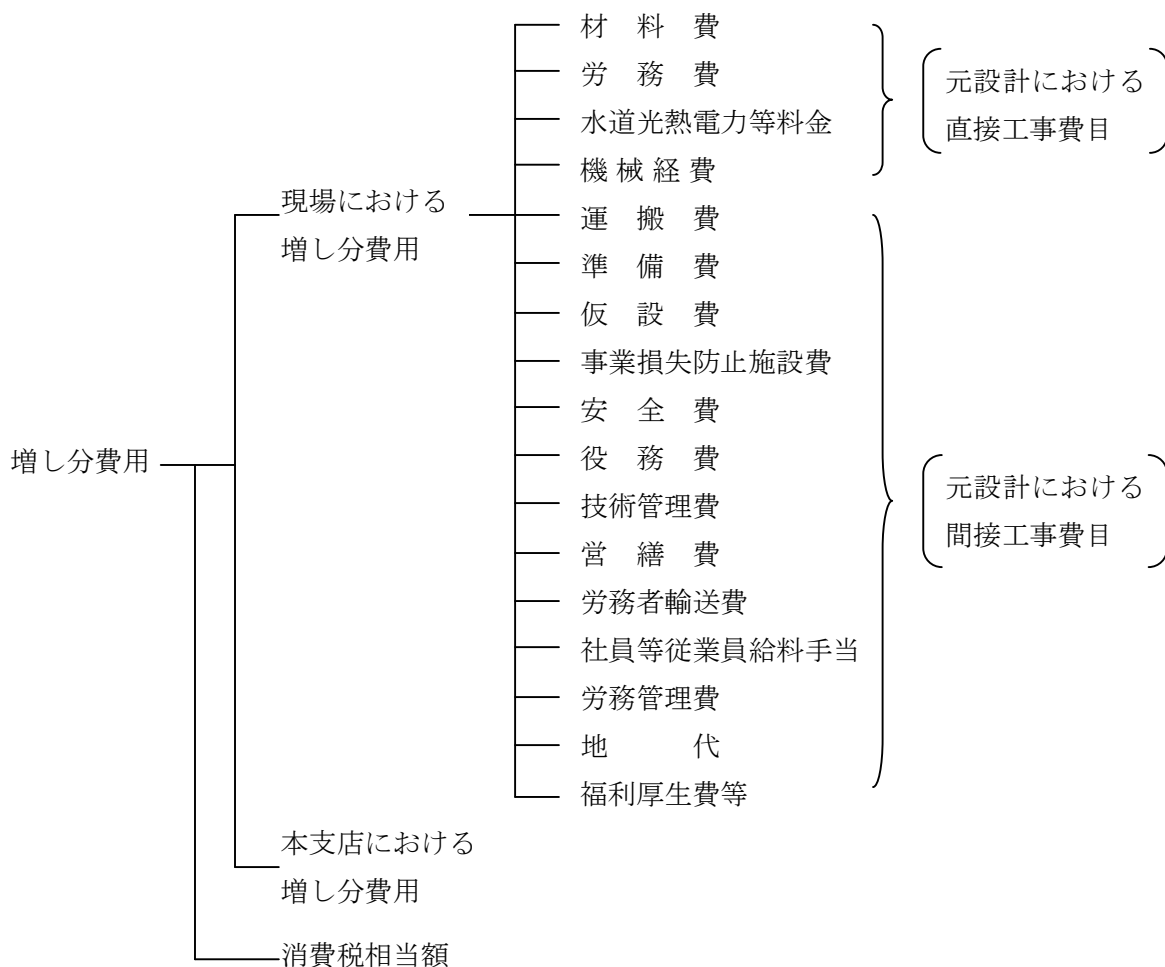 増し分費用
現場における
増し分費用
材　料　費
労　務　費
水道光熱電力等料金
機 械 経 費
元設計における
直接工事費目
運　搬　費
準　備　費
仮　設　費
事業損失防止施設費
安　全　費
役　務　費
技術管理費
営　繕　費
労務者輸送費
社員等従業員給料手当
労務管理費
地　　　代
福利厚生費等
元設計における
間接工事費目
本支店における
増し分費用
消費税相当額